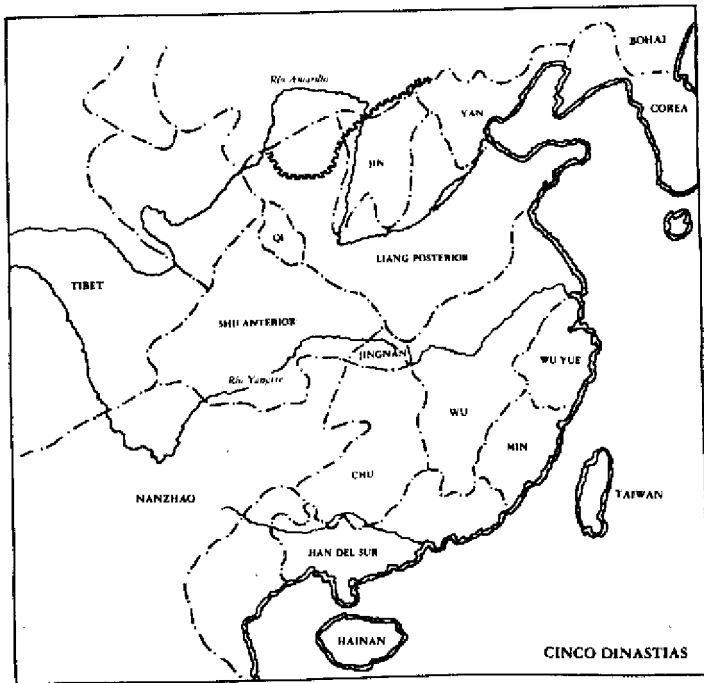 BOHAI
Río Amarillo
YAN
COREA
JIN
QI
LIANG POSTERIOR
TIBET
SHU ANTERIOR
JINGNAN
WU YUE
Río Yangtze
WU
MIN
CHU
NANZHAO
TAIWAN
HAN DEL SUR
HAINAN
CINCO DINASTIAS